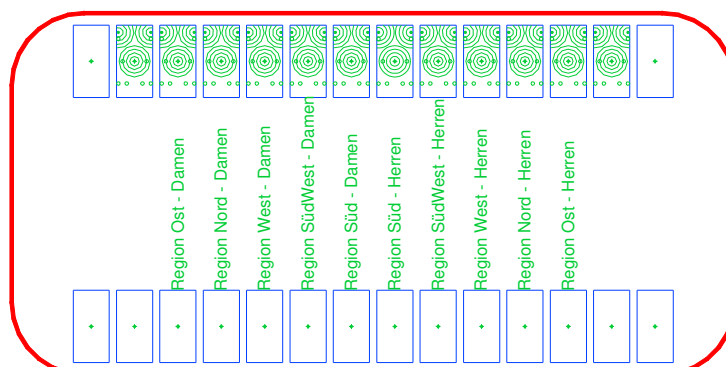 Region Ost - Damen
Region Nord - Damen
Region West - Damen
Region SüdWest - Damen
Region Süd - Damen
Region Süd - Herren
Region SüdWest - Herren
Region West - Herren
Region Nord - Herren
Region Ost - Herren